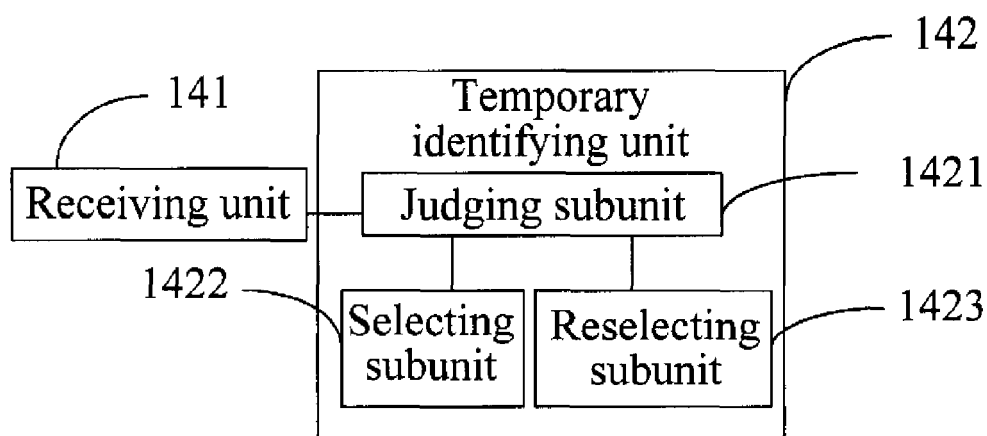 142
141
Temporary
identifying unit
1421
Receiving unit
Judging subunit
1422
1423
Selecting
subunit
Reselecting
subunit